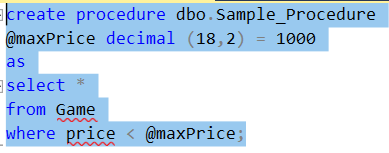 create procedure dbo.Sample_Procedure
@maxPrice decimal (18,2) = 1000
as
select *
from Game
where price < @maxPrice;